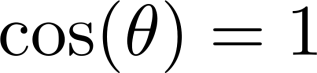 cos(θ) = 1